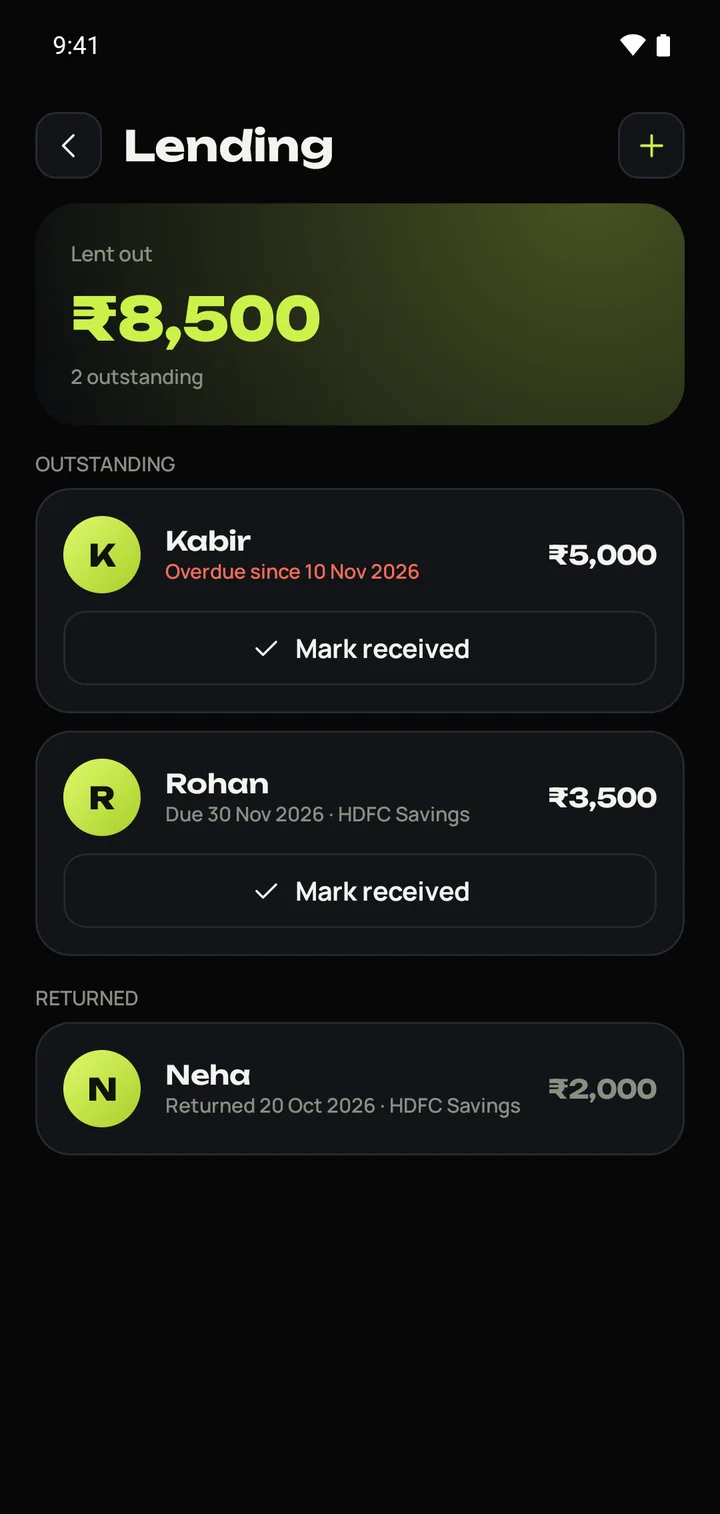 9:41
Lending
Lent out
₹8,500
2 outstanding
OUTSTANDING
K
Kabir
Overdue since 10 Nov 2026
₹5,000
Mark received
R
Rohan
Due 30 Nov 2026 · HDFC Savings
₹3,500
Mark received
RETURNED
N
Neha
Returned 20 Oct 2026 · HDFC Savings
₹2,000